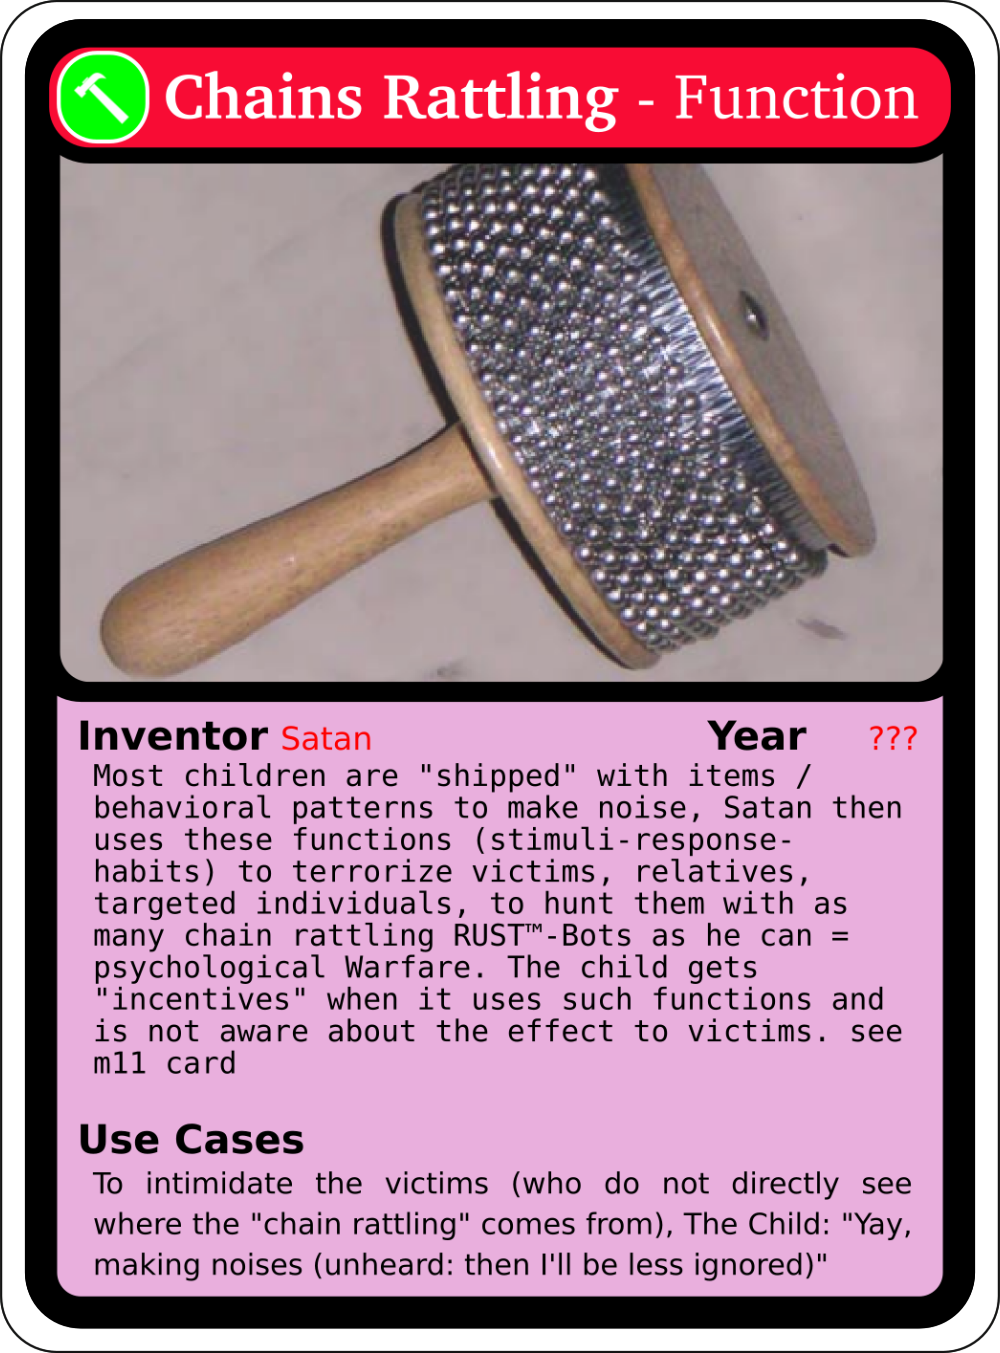 Chains Rattling - Function
Inventor Satan Year ???
Most children are "shipped" with items /
behavioral patterns to make noise, Satan then
uses these functions (stimuli-response-
habits) to terrorize victims, relatives,
targeted individuals, to hunt them with as
many chain rattling RUST™-Bots as he can =
psychological Warfare. The child gets
"incentives" when it uses such functions and
is not aware about the effect to victims. see
m11 card
Use Cases
To intimidate the victims (who do not directly see
where the "chain rattling" comes from), The Child: "Yay,
making noises (unheard: then I'll be less ignored)"